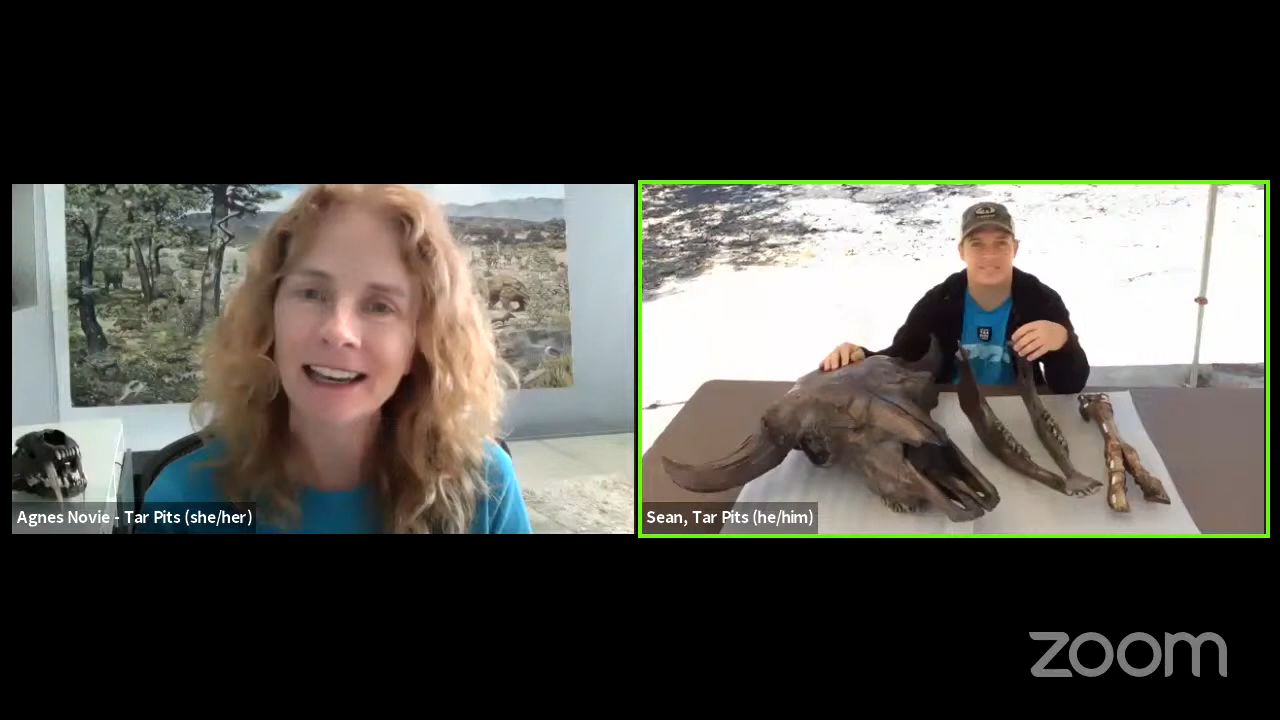 Agnes Novie - Tar Pits (she/her)
Sean, Tar Pits (he/him)
zoom